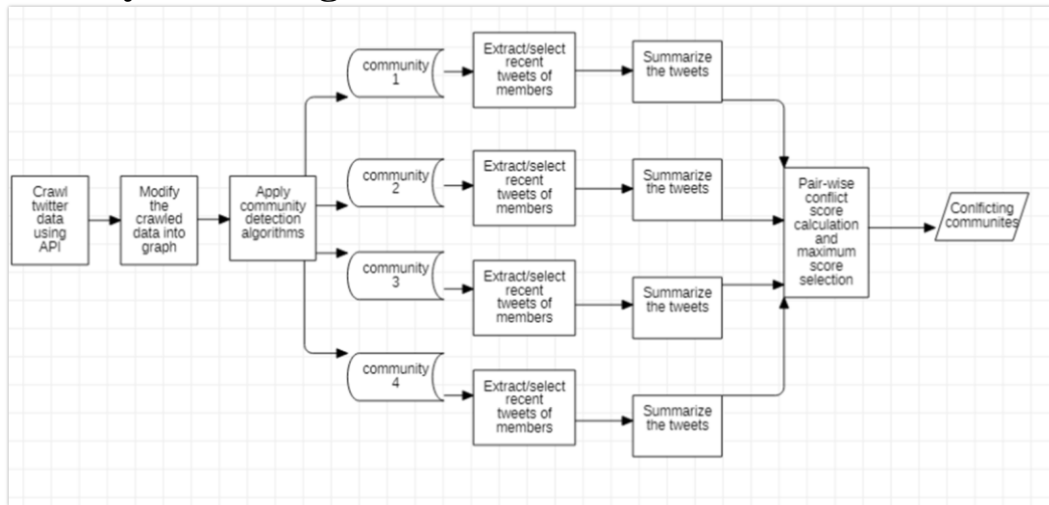 Crawl
twitter
data
using
API
Modify
the
crawled
data into
graph
Apply
community
detection
algorithms
community
1
Extract/select
recent
tweets of
members
Summarize
the tweets
community
2
Extract/select
recent
tweets of
members
Summarize
the tweets
community
3
Extract/select
recent
tweets of
members
Summarize
the tweets
community
4
Extract/select
recent
tweets of
members
Summarize
the tweets
Pair-wise
conflict
score
calculation
and
maximum
score
selection
Conificting
communites